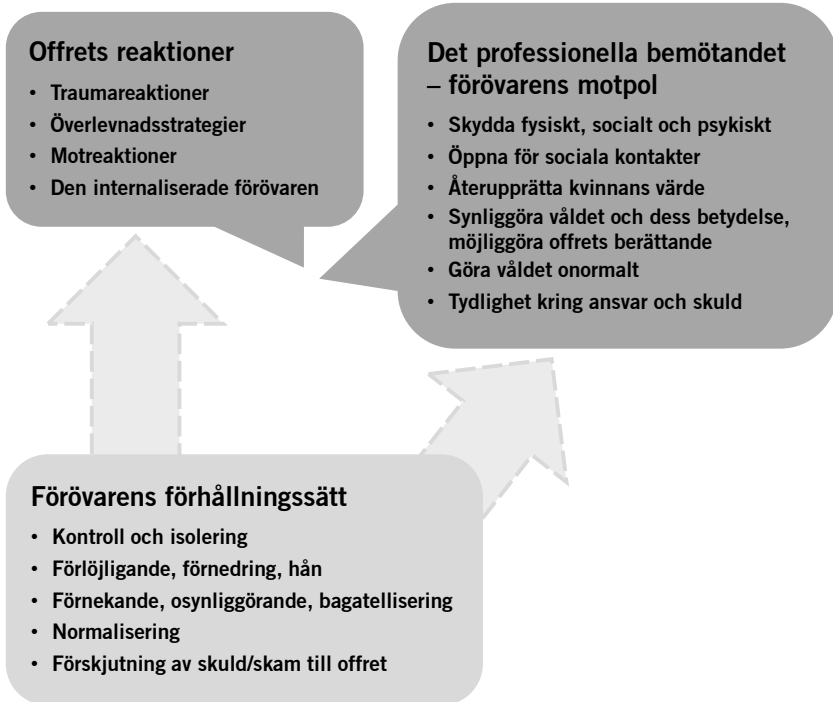 Offrets reaktioner
• Traumareaktioner
• Överlevnadsstrategier
• Motreaktioner
• Den internaliserade förövaren
Det professionella bemötandet
– förövarens motpol
• Skydda fysiskt, socialt och psykiskt
• Öppna för sociala kontakter
• Återupprätta kvinnans värde
• Synliggöra våldet och dess betydelse,
möjliggöra offrets berättande
• Göra våldet onormalt
• Tydlighet kring ansvar och skuld
Förövarens förhållningssätt
• Kontroll och isolering
• Förlöjligande, förnedring, hån
• Förnekande, osynliggörande, bagatellisering
• Normalisering
• Förskjutning av skuld/skam till offret